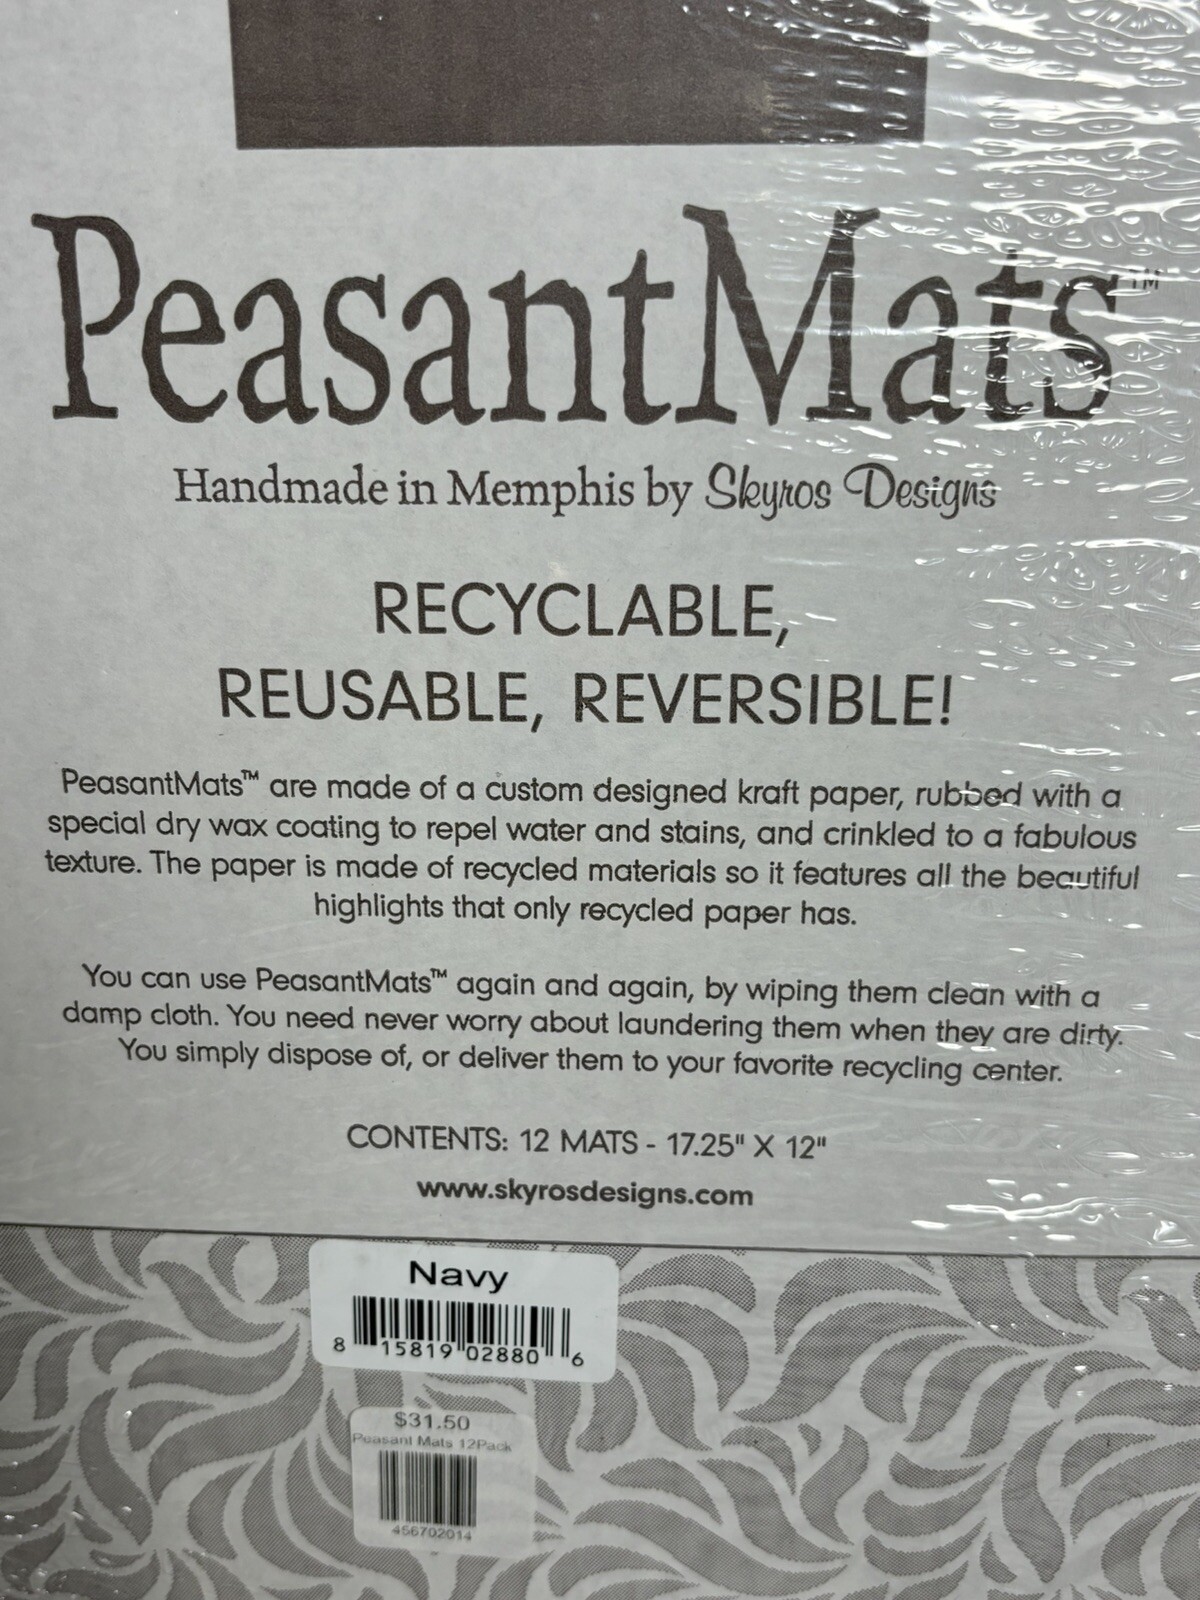 PeasantMats™
Handmade in Memphis by Skyros Designs
RECYCLABLE,
REUSABLE, REVERSIBLE!
PeasantMats™ are made of a custom designed kraft paper, rubbed with a
special dry wax coating to repel water and stains, and crinkled to a fabulous
texture. The paper is made of recycled materials so it features all the beautiful
highlights that only recycled paper has.
You can use PeasantMats™ again and again, by wiping them clean with a
damp cloth. You need never worry about laundering them when they are dirty.
You simply dispose of, or deliver them to your favorite recycling center.
CONTENTS: 12 MATS - 17.25" X 12"
www.skyrosdesigns.com
Navy
8 15819 02880 6
$31.50
Peasant Mats 12Pack
456702014